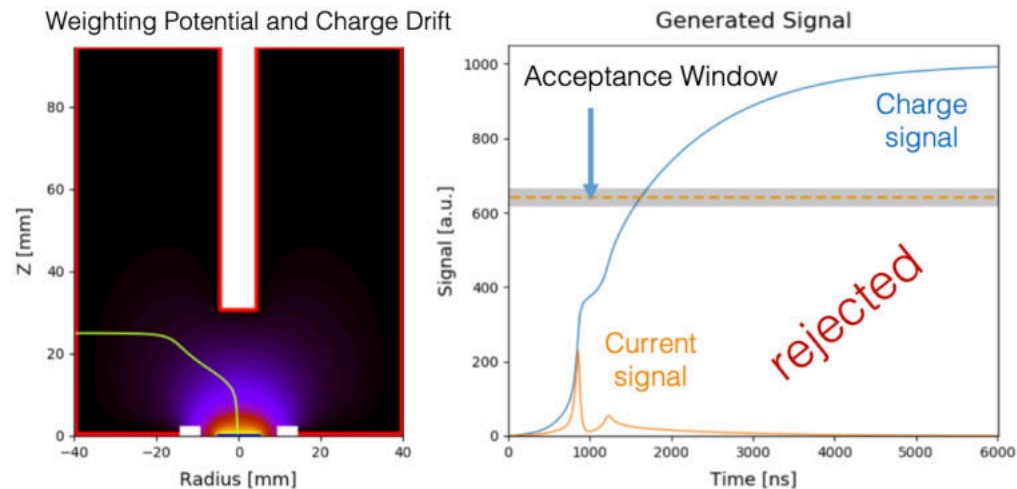 Weighting Potential and Charge Drift
Z [mm]
80
60
40
20
0
−40
−20
0
20
40
Radius [mm]
Generated Signal
Signal [a.u.]
1000
800
600
400
200
0
Acceptance Window
Charge
signal
Current
signal
rejected
0
1000
2000
3000
4000
5000
6000
Time [ns]